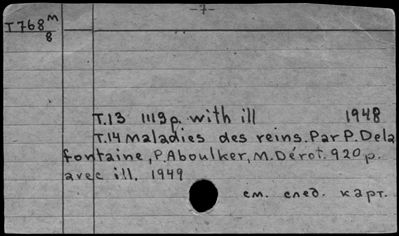 -7-
T768 м/8
T.13 1119p. with ill 1948
T.14 Maladies des reins. Par P. Dela
fontaine, P. Aboulker, M. Dérot. 920 p.
avec ill. 1949
см. след. карт.